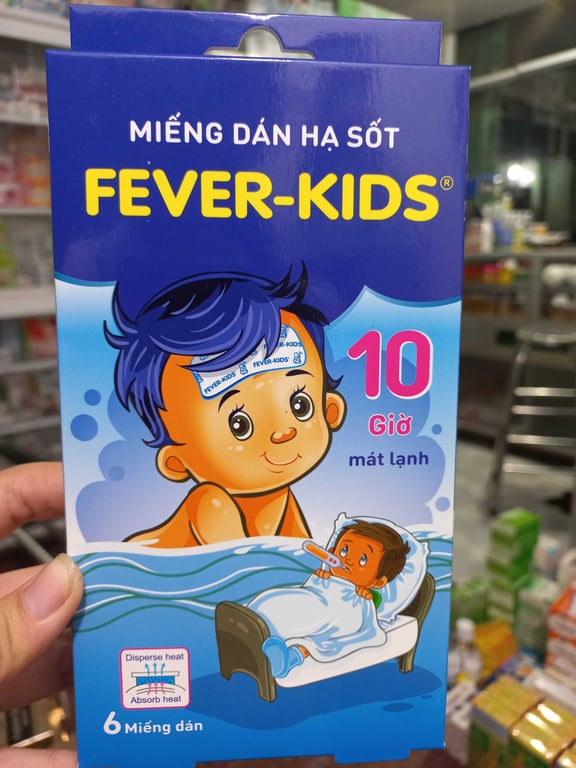 MIẾNG DÁN HẠ SỐT
FEVER-KIDS®
FEVER-KIDS
FEVER-KIDS
10
Giờ
mát lạnh
Disperse heat
Absorb heat
6 Miếng dán